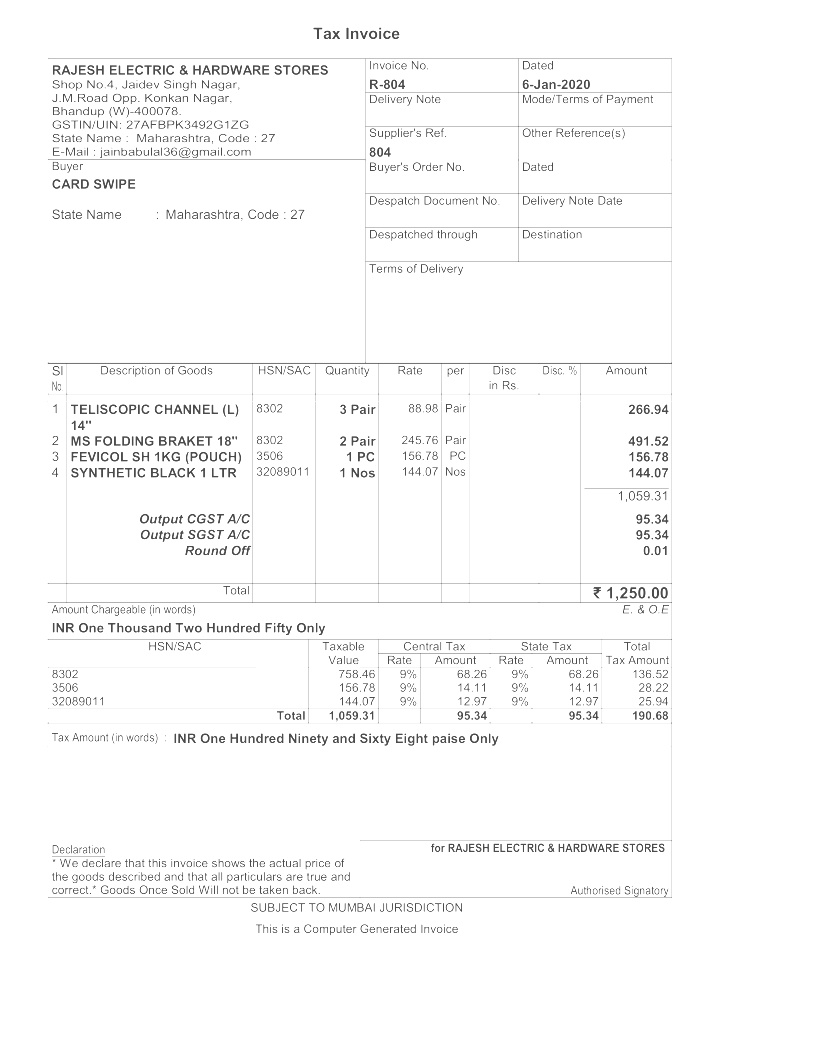 Tax Invoice
RAJESH ELECTRIC & HARDWARE STORES
Shop No.4, Jaidev Singh Nagar,
J.M.Road Opp. Konkan Nagar,
Bhandup (W)-400078.
GSTIN/UIN: 27AFBPK3492G1ZG
State Name : Maharashtra, Code : 27
E-Mail : jainbabulal36@gmail.com
Invoice No. Dated
R-804 6-Jan-2020
Delivery Note Mode/Terms of Payment
Supplier's Ref. Other Reference(s)
804
Buyer
CARD SWIPE
State Name : Maharashtra, Code : 27
Buyer's Order No. Dated
Despatch Document No. Delivery Note Date
Despatched through Destination
Terms of Delivery
Sl No. Description of Goods HSN/SAC Quantity Rate per Disc in Rs. Disc. % Amount
1 TELISCOPIC CHANNEL (L) 8302 3 Pair 88.98 Pair 266.94
14"
2 MS FOLDING BRAKET 18" 8302 2 Pair 245.76 Pair 491.52
3 FEVICOL SH 1KG (POUCH) 3506 1 PC 156.78 PC 156.78
4 SYNTHETIC BLACK 1 LTR 32089011 1 Nos 144.07 Nos 144.07
1,059.31
Output CGST A/C 95.34
Output SGST A/C 95.34
Round Off 0.01
Total ₹ 1,250.00
Amount Chargeable (in words) E. & O.E
INR One Thousand Two Hundred Fifty Only
HSN/SAC Taxable Central Tax State Tax Total
Value Rate Amount Rate Amount Tax Amount
8302 758.46 9% 68.26 9% 68.26 136.52
3506 156.78 9% 14.11 9% 14.11 28.22
32089011 144.07 9% 12.97 9% 12.97 25.94
Total 1,059.31 95.34 95.34 190.68
Tax Amount (in words) : INR One Hundred Ninety and Sixty Eight paise Only
Declaration
* We declare that this invoice shows the actual price of
the goods described and that all particulars are true and
correct.* Goods Once Sold Will not be taken back.
for RAJESH ELECTRIC & HARDWARE STORES
Authorised Signatory
SUBJECT TO MUMBAI JURISDICTION
This is a Computer Generated Invoice